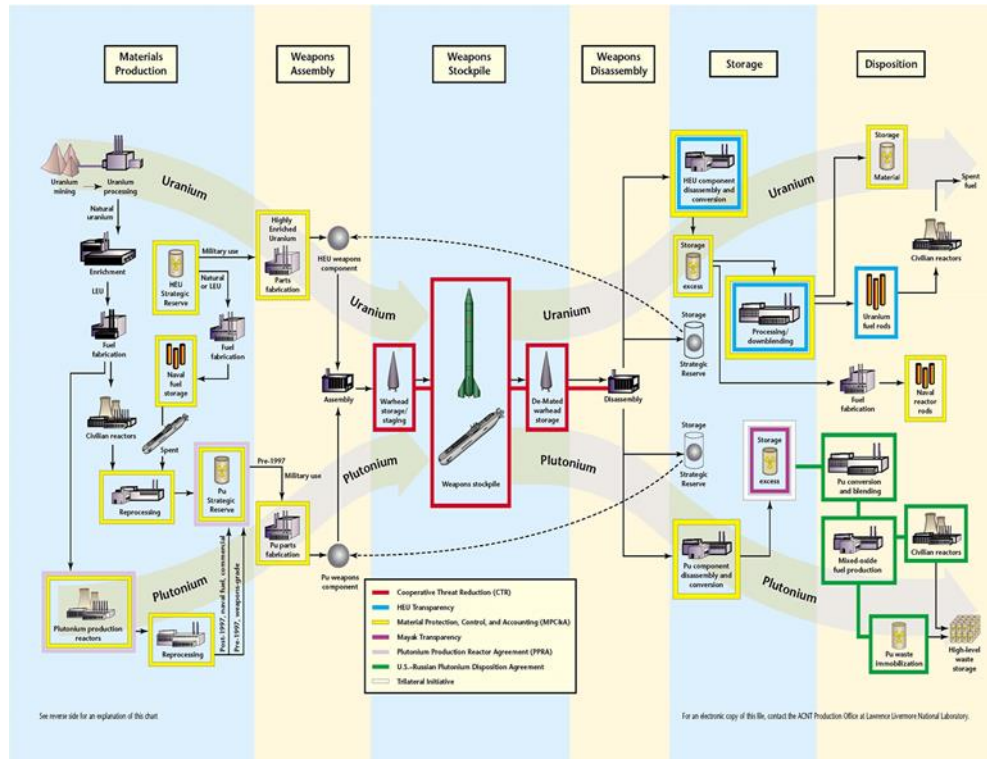 Materials
Production
Weapons
Assembly
Weapons
Stockpile
Weapons
Disassembly
Storage
Disposition
Uranium
mining
Uranium
processing
Uranium
Natural
uranium
Enrichment
LEU
Fuel
fabrication
Civilian reactors
HEU
Strategic
Reserve
Military use
Natural
or LEU
Fuel
fabrication
Naval
fuel
storage
Spent
Reprocessing
Pu
Strategic
Reserve
Pre-1997
Military use
Plutonium production
reactors
Plutonium
Reprocessing
Post-1997, naval fuel, commercial
Pre-1997, weapons-grade
Highly
Enriched
Uranium
Parts
fabrication
HEU weapons
component
Assembly
Pu parts
fabrication
Pu weapons
component
Uranium
Plutonium
Warhead
storage/
staging
Weapons stockpile
De-Mated
warhead
storage
Uranium
Plutonium
Disassembly
HEU component
disassembly and
conversion
Storage
excess
Processing/
downblending
Storage
Strategic
Reserve
Storage
Strategic
Reserve
Storage
excess
Pu component
disassembly and
conversion
Uranium
Storage
Material
Spent
fuel
Civilian reactors
Uranium
fuel rods
Fuel
fabrication
Naval
reactor
rods
Pu conversion
and blending
Mixed-oxide
fuel production
Civilian reactors
Plutonium
Pu waste
immobilization
High-level
waste
storage
Cooperative Threat Reduction (CTR)
HEU Transparency
Material Protection, Control, and Accounting (MPC&A)
Mayak Transparency
Plutonium Production Reactor Agreement (PPRA)
U.S.–Russian Plutonium Disposition Agreement
Trilateral Initiative
See reverse side for an explanation of this chart
For an electronic copy of this file, contact the ACNT Production Office at Lawrence Livermore National Laboratory.